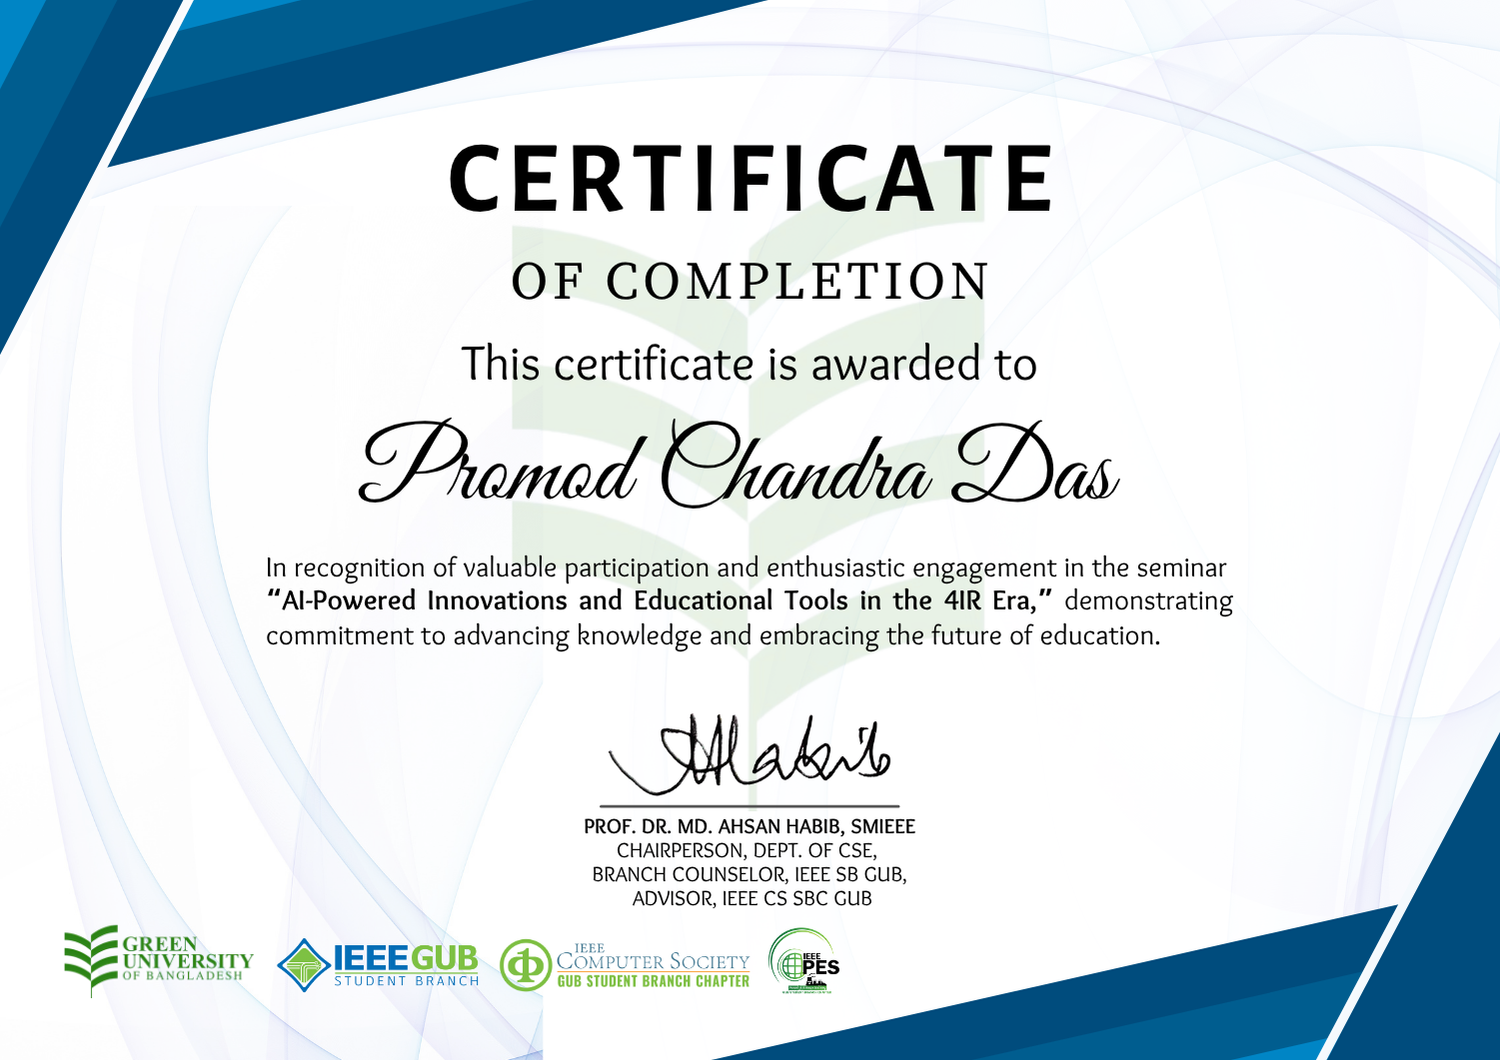 CERTIFICATE
OF COMPLETION
This certificate is awarded to
Promod Chandra Das
In recognition of valuable participation and enthusiastic engagement in the seminar
“AI-Powered Innovations and Educational Tools in the 4IR Era,” demonstrating
commitment to advancing knowledge and embracing the future of education.
AHabib
PROF. DR. MD. AHSAN HABIB, SMIEEE
CHAIRPERSON, DEPT. OF CSE,
BRANCH COUNSELOR, IEEE SB GUB,
ADVISOR, IEEE CS SBC GUB
GREEN
UNIVERSITY
OF BANGLADESH
IEEE GUB
STUDENT BRANCH
IEEE
COMPUTER SOCIETY
GUB STUDENT BRANCH CHAPTER
IEEE
PES